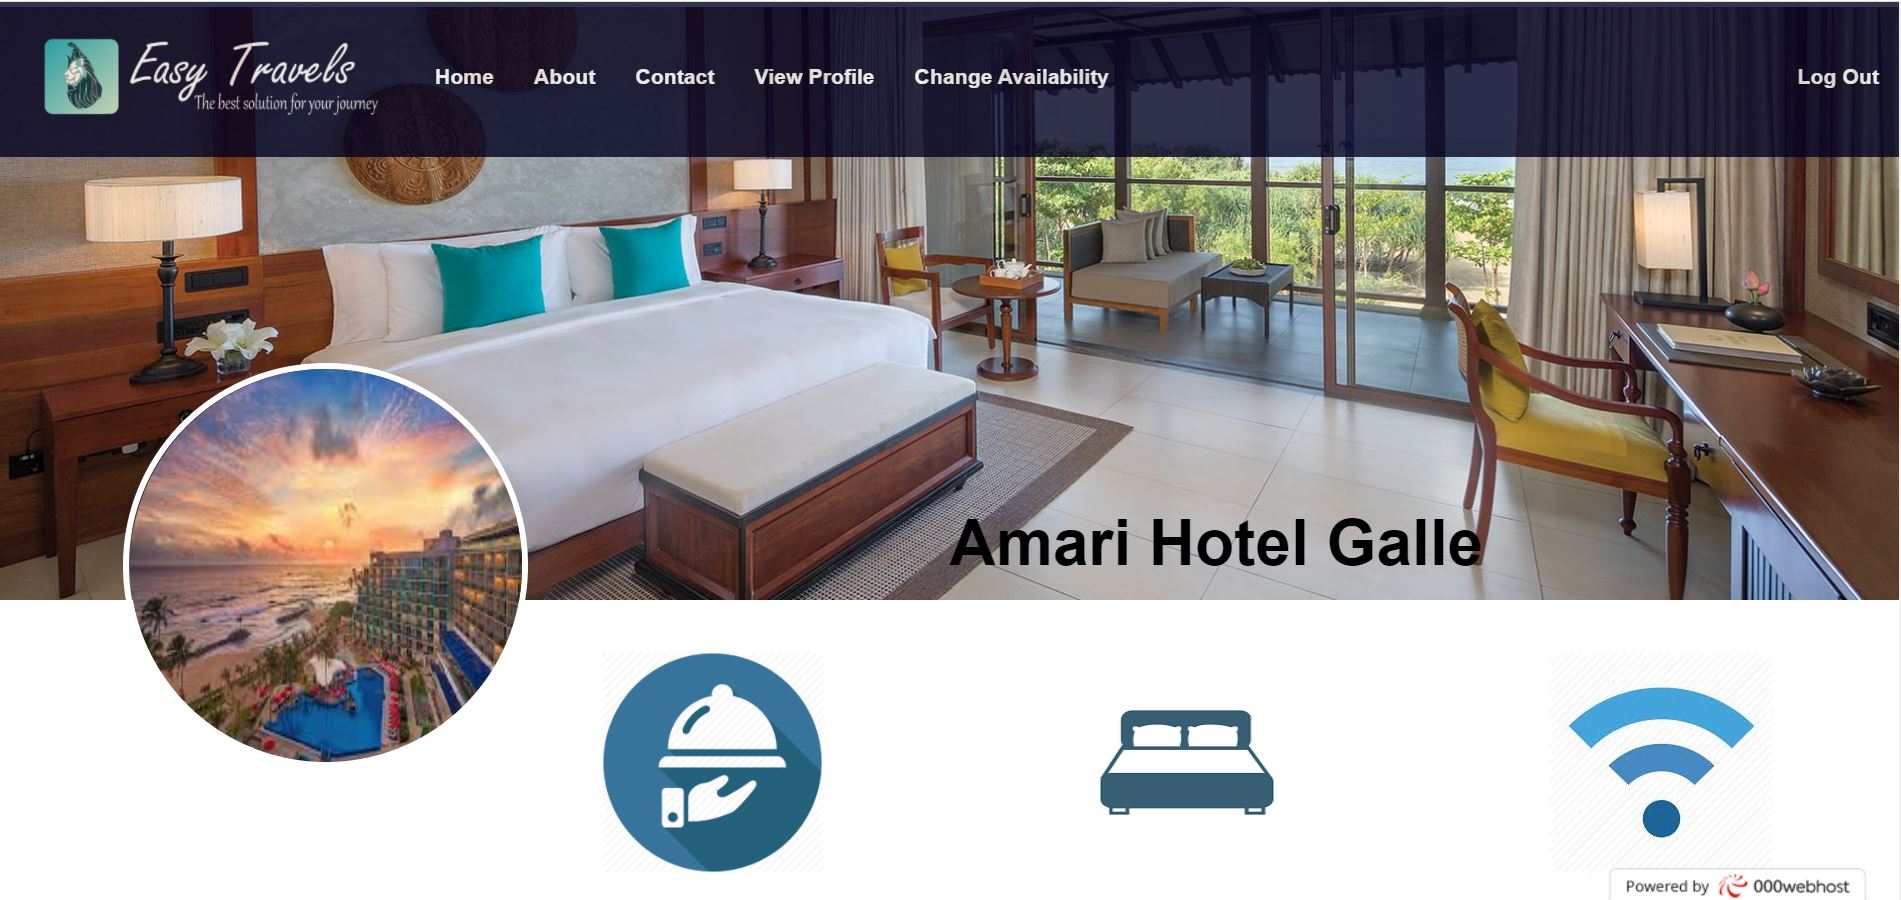 Easy Travels
The best solution for your journey
Home
About
Contact
View Profile
Change Availability
Log Out
Amari Hotel Galle
Powered by 000webhost